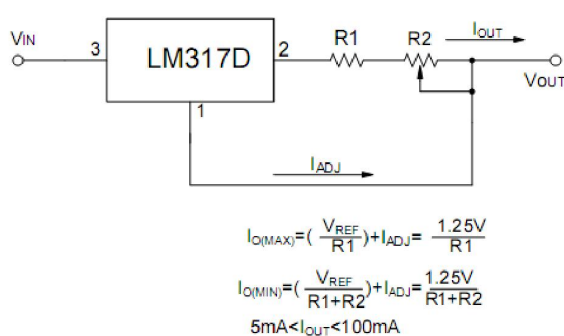 VIN
3
LM317D
2
R1
R2
IOUT
VOUT
1
IADJ
IO(MAX)=(VREF/R1)+IADJ= 1.25V/R1
IO(MIN)=(VREF/R1+R2)+IADJ=1.25V/R1+R2
5mA<IOUT<100mA